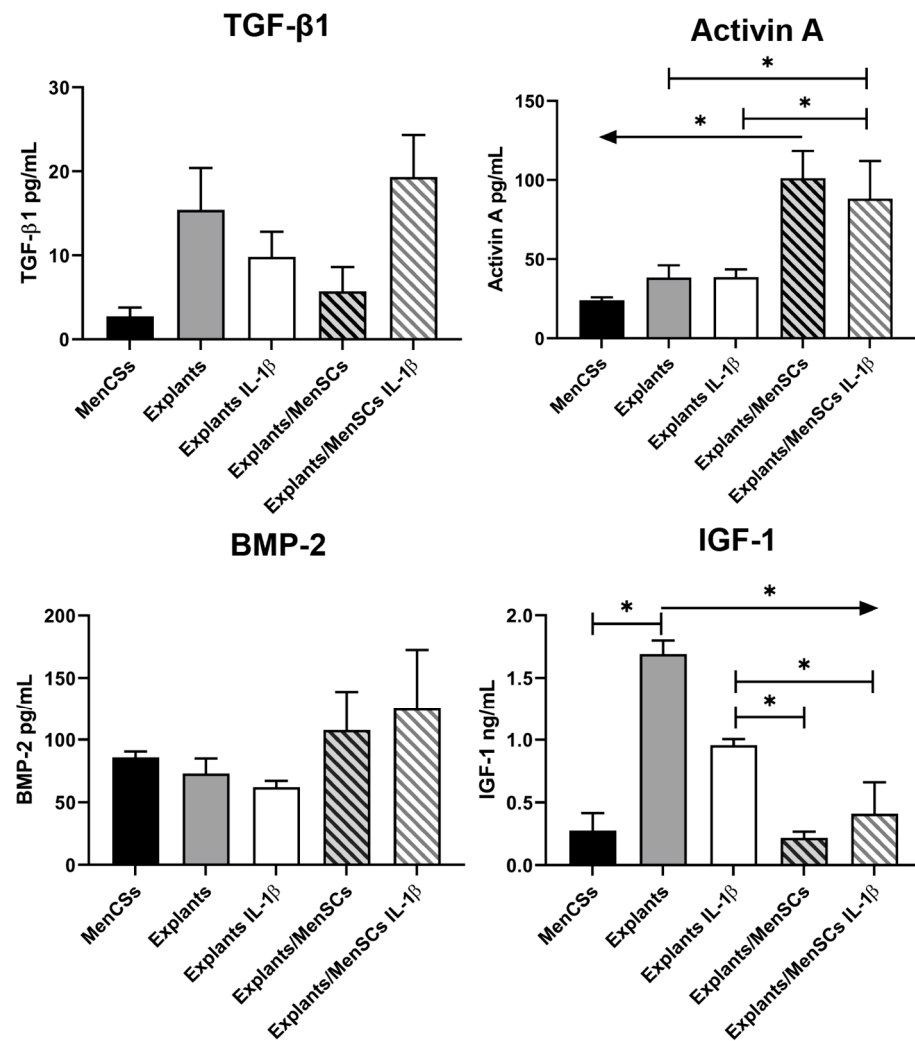 TGF-β1
TGF-β1 pg/mL
30
20
10
0
MenCSs
Explants
Explants IL-1β
Explants/MenSCs
Explants/MenSCs IL-1β
Activin A
Activin A pg/mL
150
100
50
0
*
*
*
MenCSs
Explants
Explants IL-1β
Explants/MenSCs
Explants/MenSCs IL-1β
BMP-2
BMP-2 pg/mL
200
150
100
50
0
MenCSs
Explants
Explants IL-1β
Explants/MenSCs
Explants/MenSCs IL-1β
IGF-1
IGF-1 ng/mL
2.0
1.5
1.0
0.5
0.0
*
*
*
*
MenCSs
Explants
Explants IL-1β
Explants/MenSCs
Explants/MenSCs IL-1β